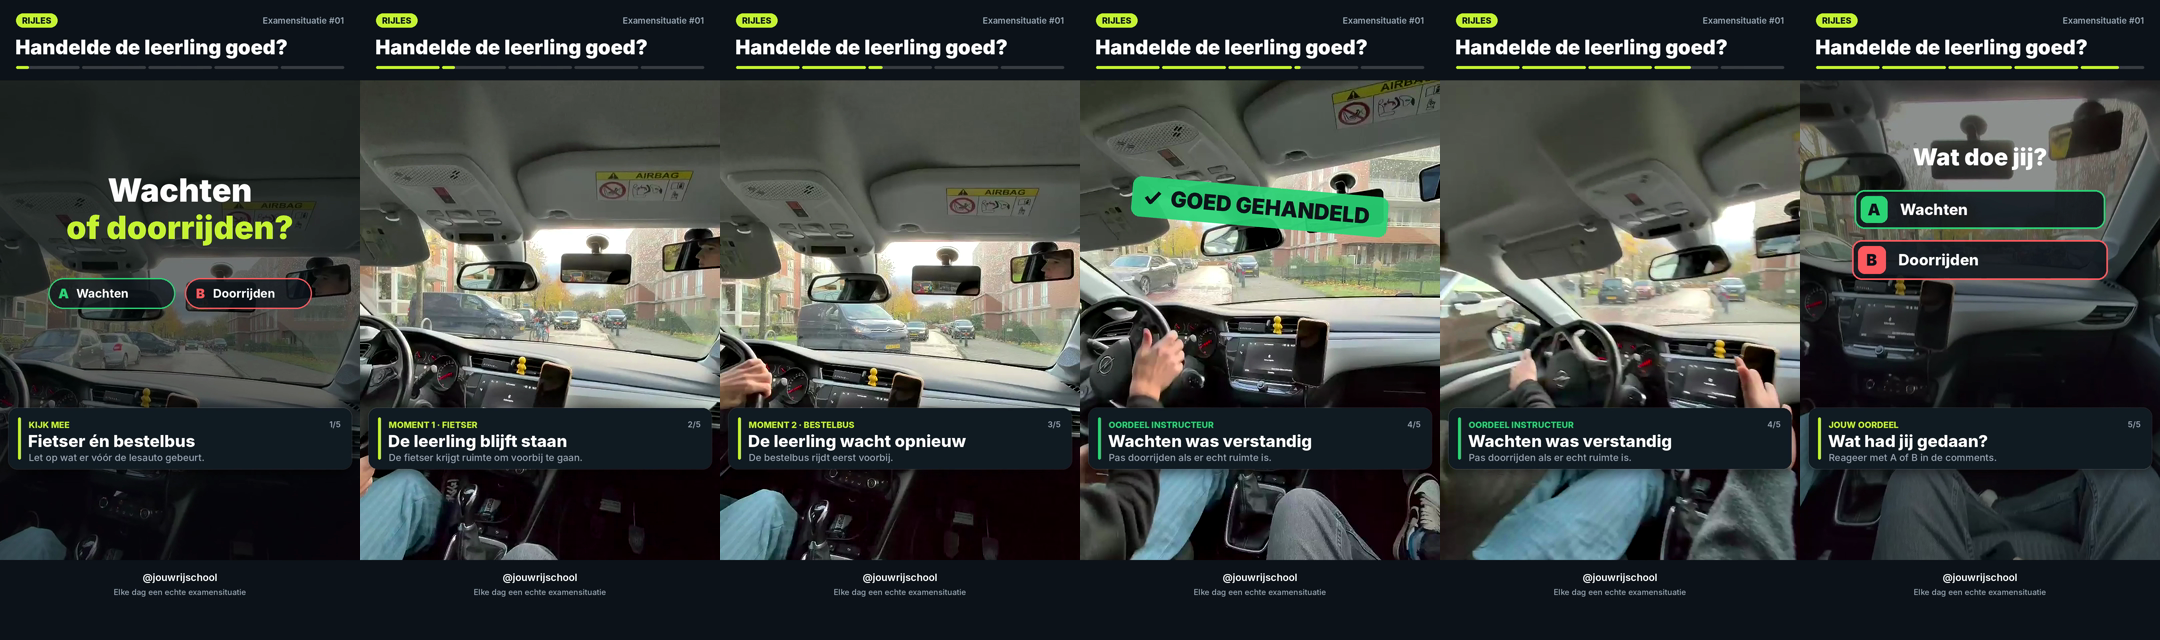 RIJLES
Examensituatie #01
Handelde de leerling goed?
AIRBAG
Wachten
of doorrijden?
A Wachten
B Doorrijden
KIJK MEE
1/5
Fietser én bestelbus
Let op wat er vóór de lesauto gebeurt.
@jouwrijschool
Elke dag een echte examensituatie
RIJLES
Examensituatie #01
Handelde de leerling goed?
AIRBAG
MOMENT 1 · FIETSER
2/5
De leerling blijft staan
De fietser krijgt ruimte om voorbij te gaan.
@jouwrijschool
Elke dag een echte examensituatie
RIJLES
Examensituatie #01
Handelde de leerling goed?
AIRBAG
MOMENT 2 · BESTELBUS
3/5
De leerling wacht opnieuw
De bestelbus rijdt eerst voorbij.
@jouwrijschool
Elke dag een echte examensituatie
RIJLES
Examensituatie #01
Handelde de leerling goed?
✓ GOED GEHANDELD
OORDEEL INSTRUCTEUR
4/5
Wachten was verstandig
Pas doorrijden als er echt ruimte is.
@jouwrijschool
Elke dag een echte examensituatie
RIJLES
Examensituatie #01
Handelde de leerling goed?
OORDEEL INSTRUCTEUR
4/5
Wachten was verstandig
Pas doorrijden als er echt ruimte is.
@jouwrijschool
Elke dag een echte examensituatie
RIJLES
Examensituatie #01
Handelde de leerling goed?
Wat doe jij?
A Wachten
B Doorrijden
JOUW OORDEEL
5/5
Wat had jij gedaan?
Reageer met A of B in de comments.
@jouwrijschool
Elke dag een echte examensituatie